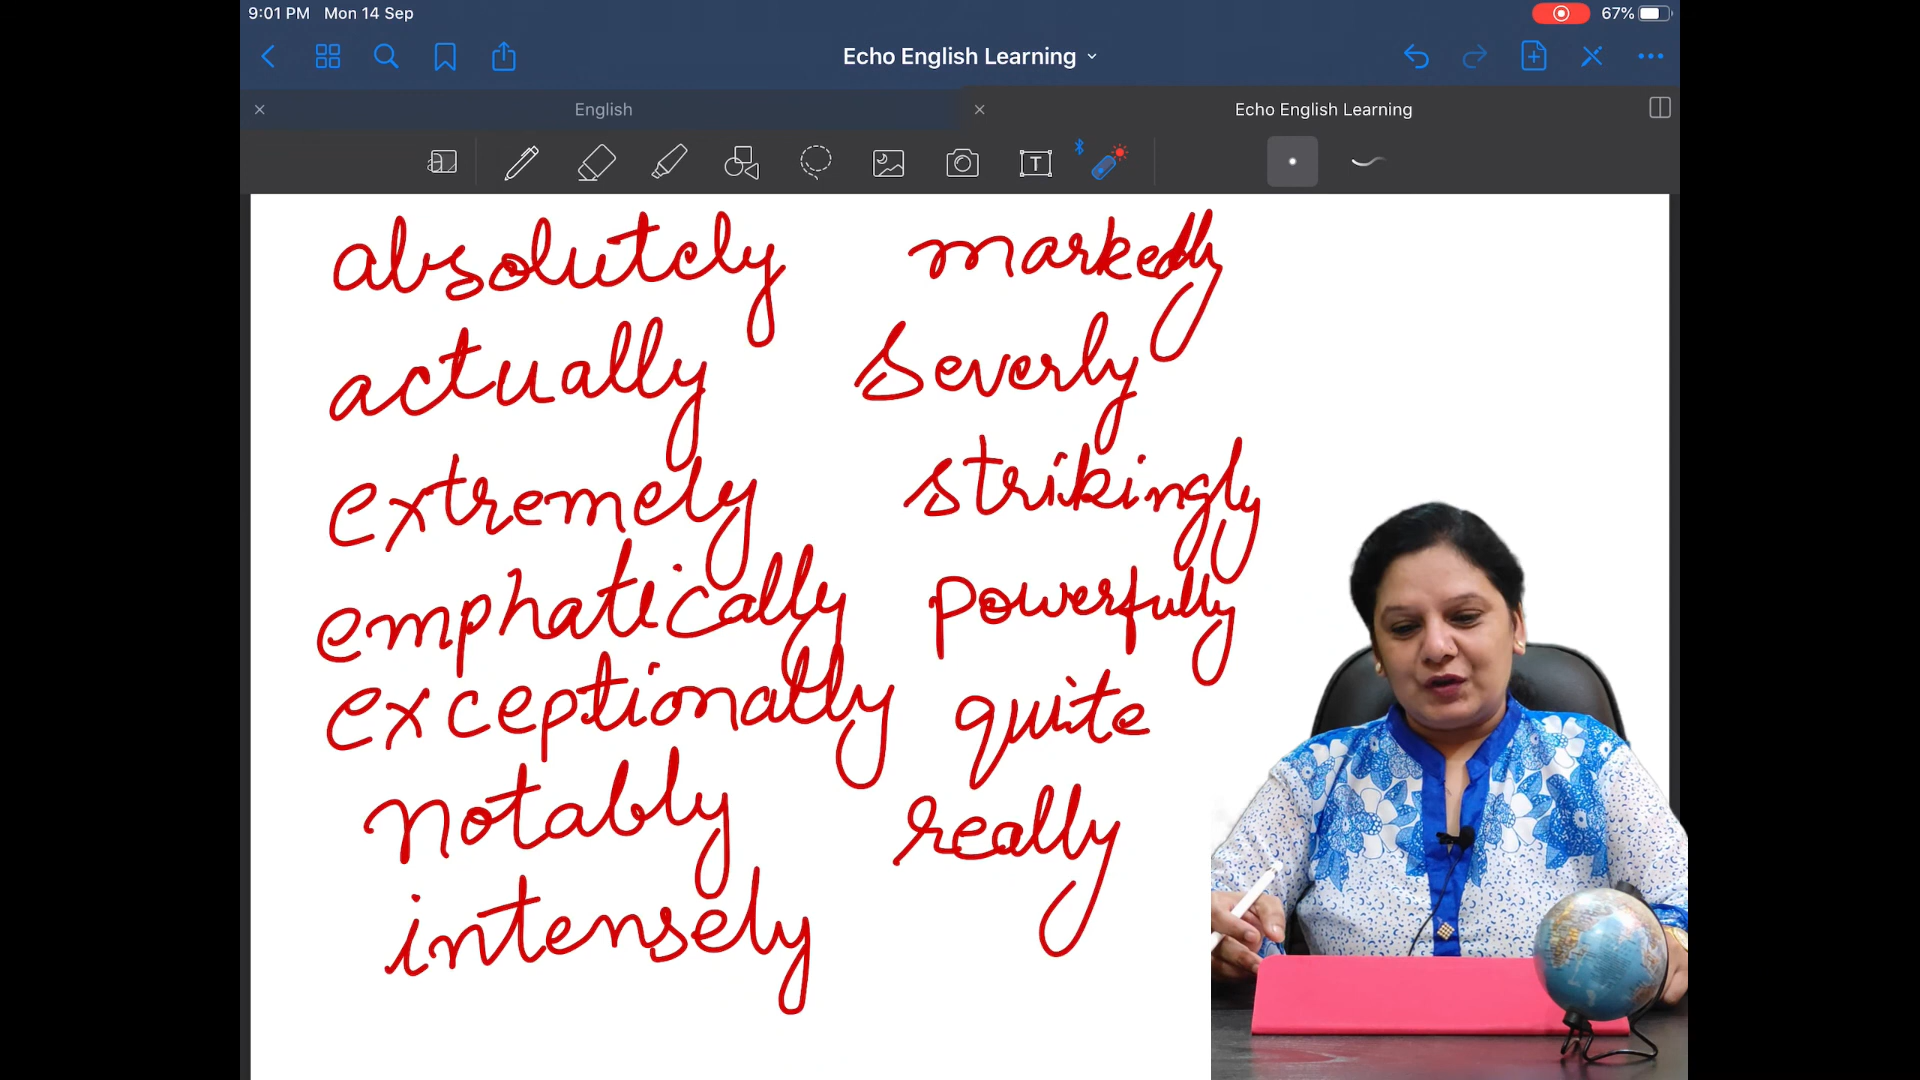 9:01 PM Mon 14 Sep 67%
Echo English Learning
English Echo English Learning
T
absolutely markedly
actually severly
extremely strikingly
emphatically powerfully
exceptionally quite
notably really
intensely